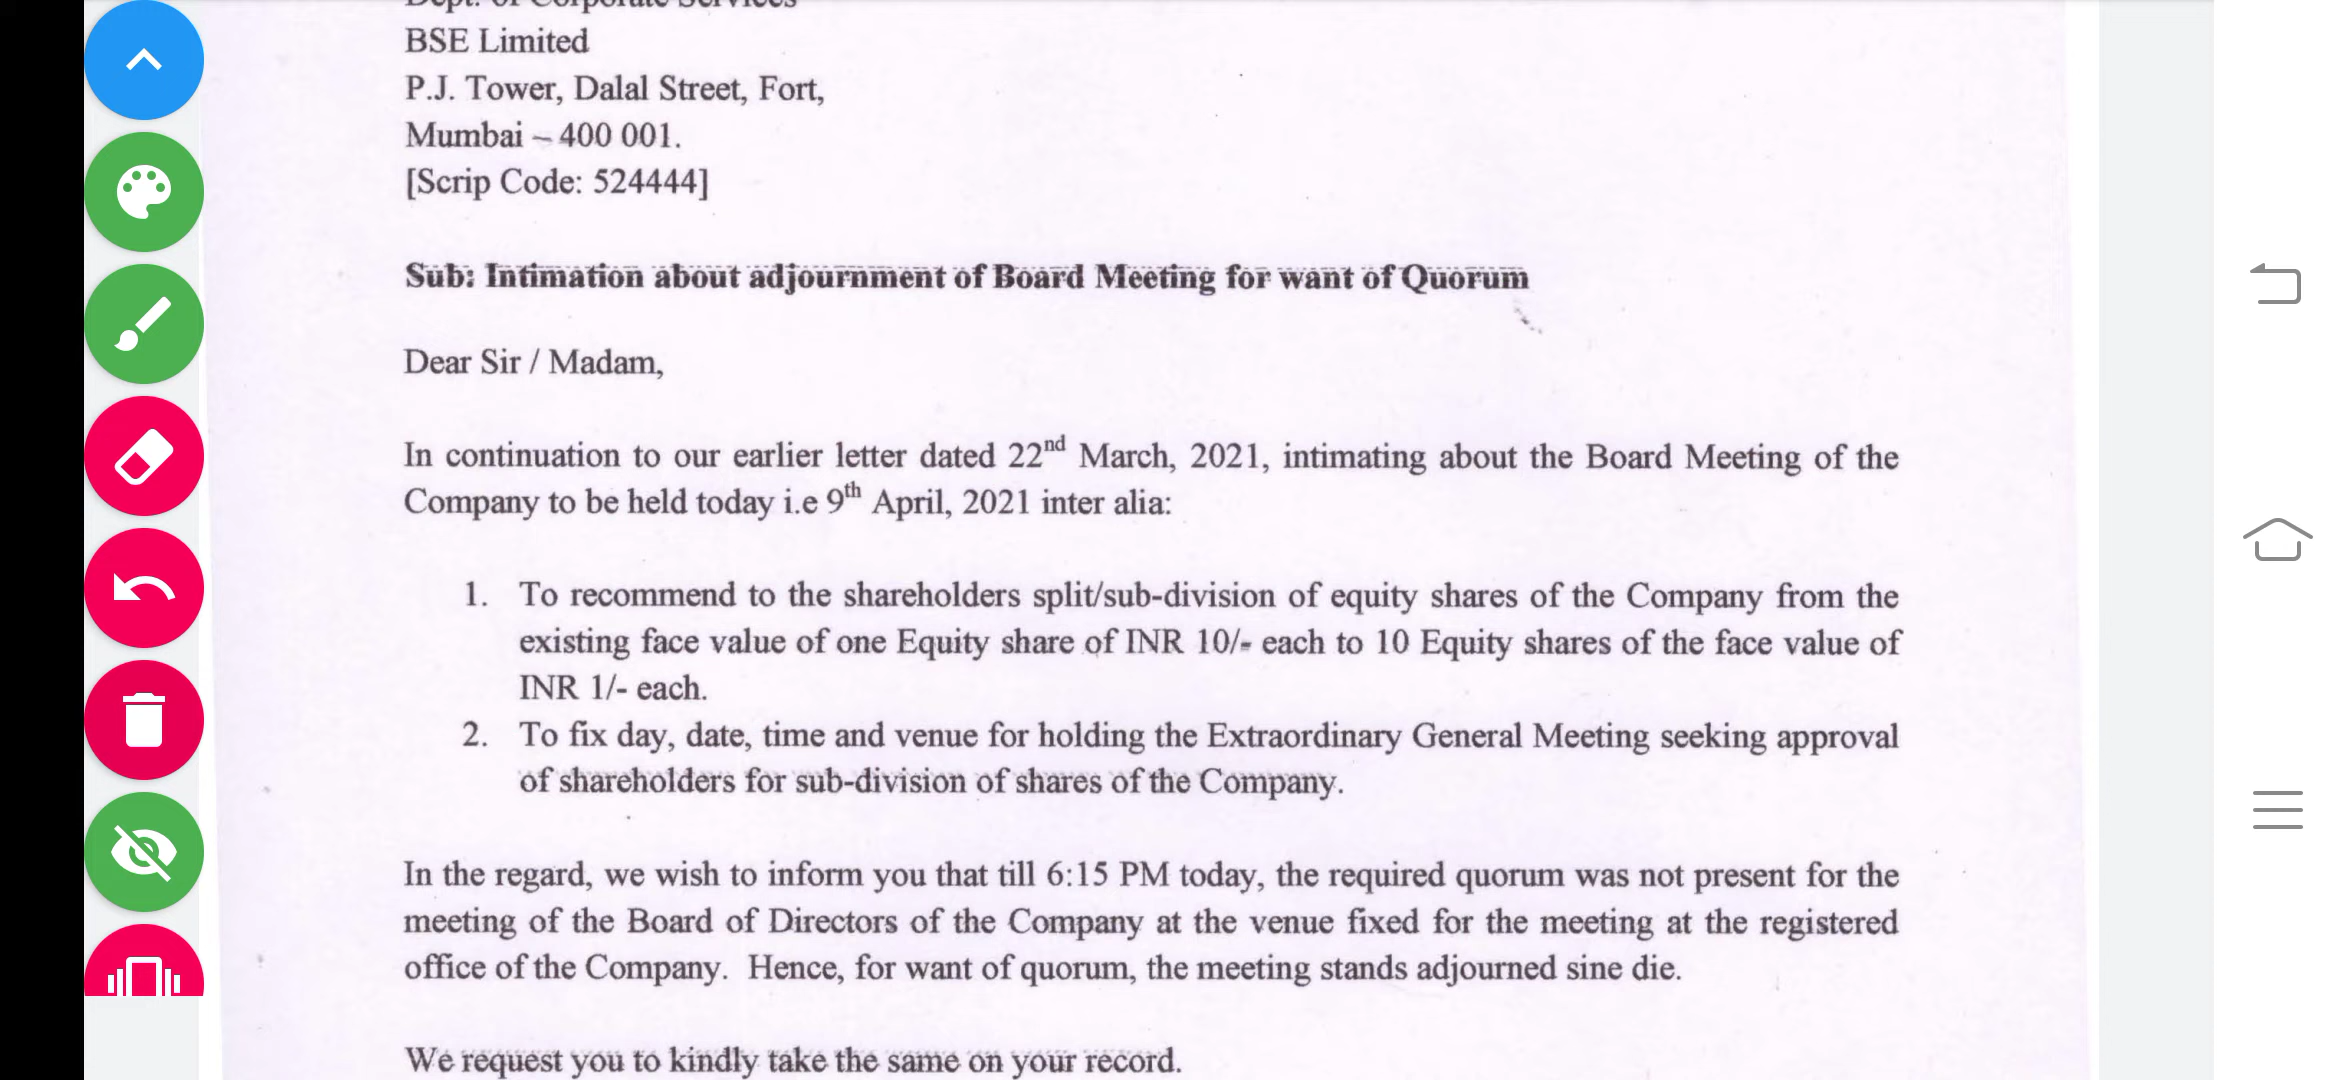 Dept. of Corporate Services
BSE Limited
P.J. Tower, Dalal Street, Fort,
Mumbai – 400 001.
[Scrip Code: 524444]
Sub: Intimation about adjournment of Board Meeting for want of Quorum
Dear Sir / Madam,
In continuation to our earlier letter dated 22nd March, 2021, intimating about the Board Meeting of the
Company to be held today i.e 9th April, 2021 inter alia:
1. To recommend to the shareholders split/sub-division of equity shares of the Company from the
existing face value of one Equity share of INR 10/- each to 10 Equity shares of the face value of
INR 1/- each.
2. To fix day, date, time and venue for holding the Extraordinary General Meeting seeking approval
of shareholders for sub-division of shares of the Company.
In the regard, we wish to inform you that till 6:15 PM today, the required quorum was not present for the
meeting of the Board of Directors of the Company at the venue fixed for the meeting at the registered
office of the Company. Hence, for want of quorum, the meeting stands adjourned sine die.
We request you to kindly take the same on your record.